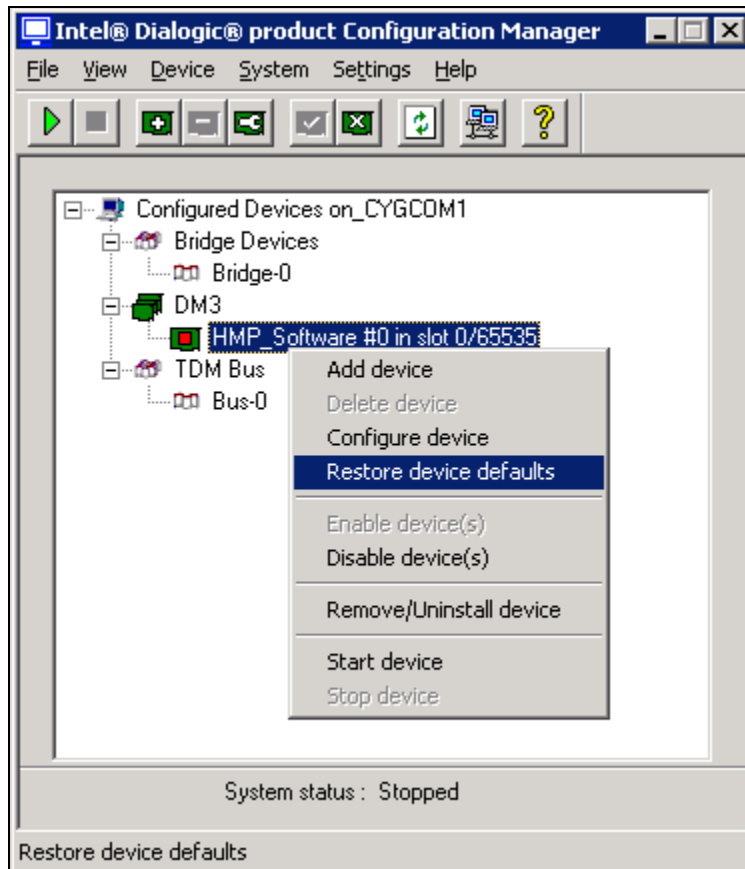 Intel® Dialogic® product Configuration Manager
File View Device System Settings Help
Configured Devices on_CYGCOM1
Bridge Devices
Bridge-0
DM3
HMP_Software #0 in slot 0/65535
TDM Bus
Bus-0
Add device
Delete device
Configure device
Restore device defaults
Enable device(s)
Disable device(s)
Remove/Uninstall device
Start device
Stop device
System status : Stopped
Restore device defaults